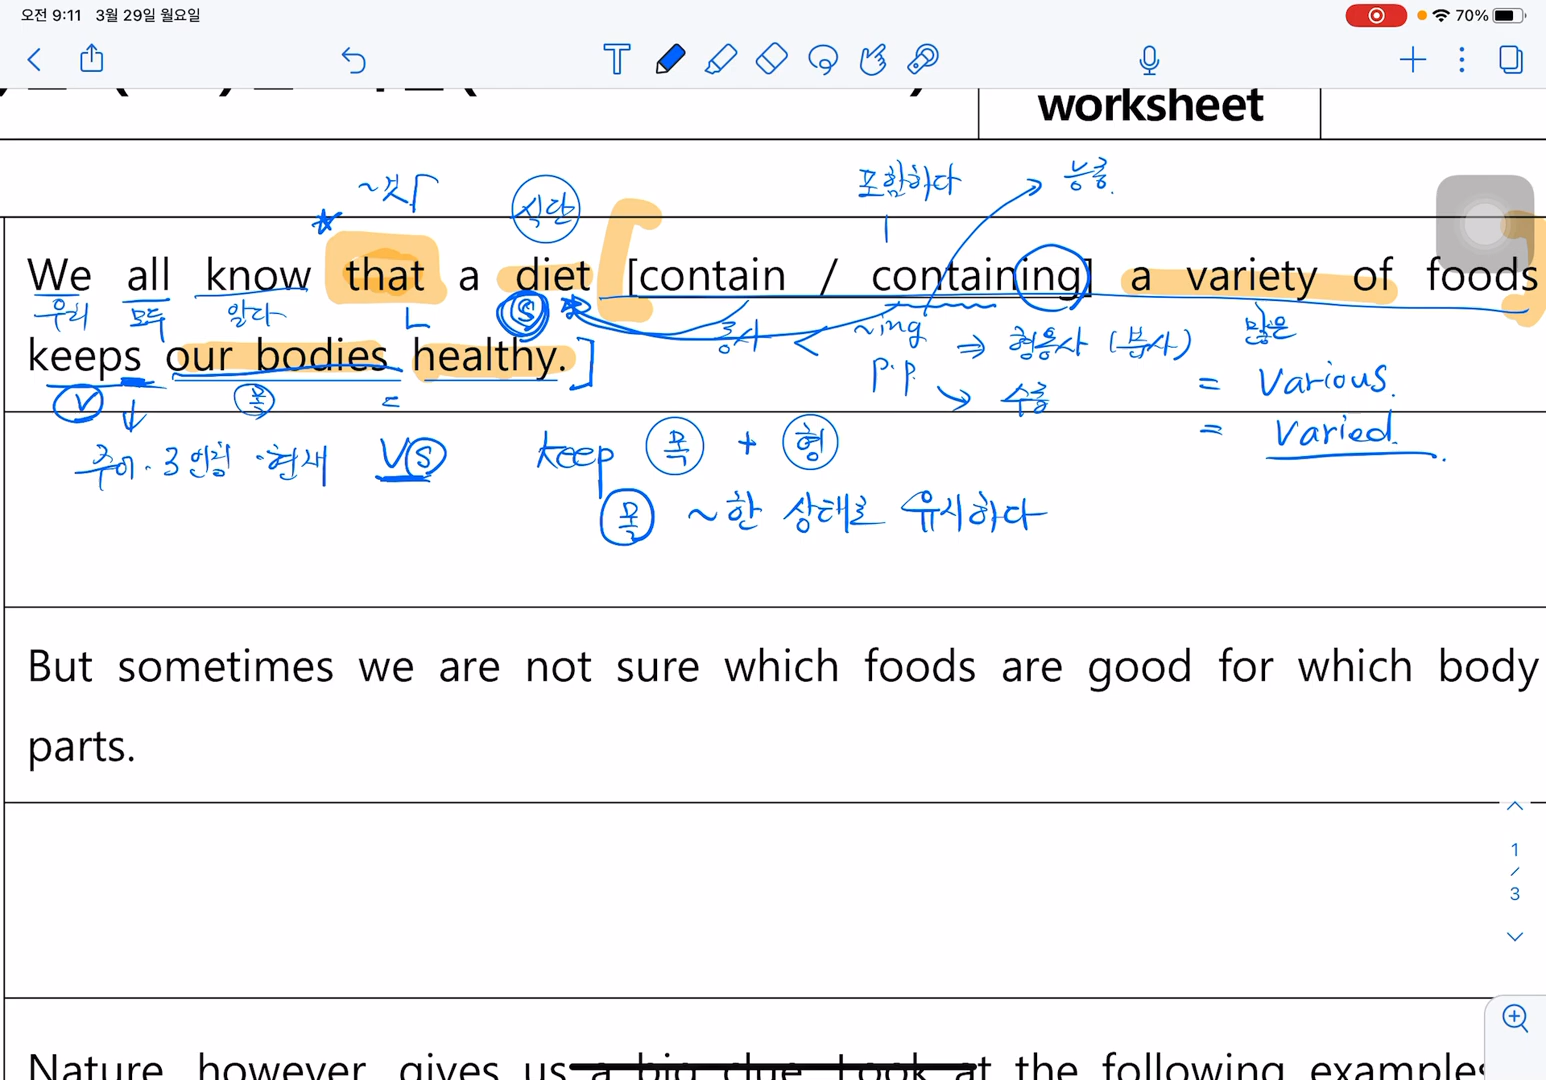 오전 9:11 3월 29일 월요일
70%
worksheet
~것 식단 포함하다 능동.
We all know that a diet [contain / containing] a variety of foods
우리 모두 알다 S 동사 ~ing ⇒ 형용사 (분사) 많은
keeps our bodies healthy.]
p.p. 수동 = various.
V 목 = = varied.
주어·3인칭·현재 VS keep 목 + 형
목 ~한 상태로 유지하다
But sometimes we are not sure which foods are good for which body
parts.
1
/
3
Nature, however, gives us a big clue. Look at the following examples